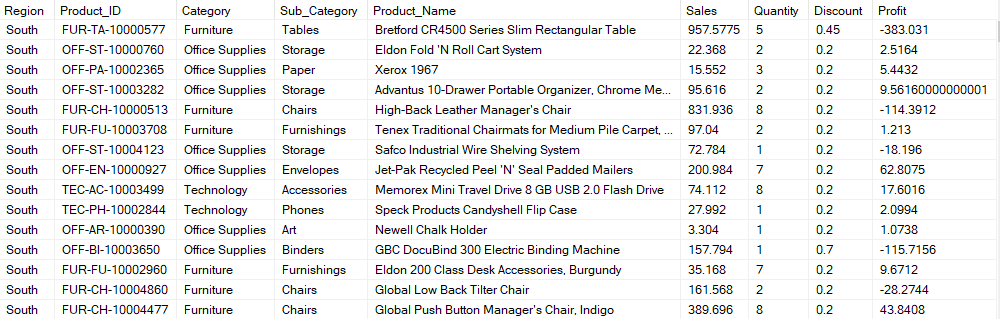 Region Product_ID Category Sub_Category Product_Name Sales Quantity Discount Profit
South FUR-TA-10000577 Furniture Tables Bretford CR4500 Series Slim Rectangular Table 957.5775 5 0.45 -383.031
South OFF-ST-10000760 Office Supplies Storage Eldon Fold 'N Roll Cart System 22.368 2 0.2 2.5164
South OFF-PA-10002365 Office Supplies Paper Xerox 1967 15.552 3 0.2 5.4432
South OFF-ST-10003282 Office Supplies Storage Advantus 10-Drawer Portable Organizer, Chrome Me... 95.616 2 0.2 9.56160000000001
South FUR-CH-10000513 Furniture Chairs High-Back Leather Manager's Chair 831.936 8 0.2 -114.3912
South FUR-FU-10003708 Furniture Furnishings Tenex Traditional Chairmats for Medium Pile Carpet, ... 97.04 2 0.2 1.213
South OFF-ST-10004123 Office Supplies Storage Safco Industrial Wire Shelving System 72.784 1 0.2 -18.196
South OFF-EN-10000927 Office Supplies Envelopes Jet-Pak Recycled Peel 'N' Seal Padded Mailers 200.984 7 0.2 62.8075
South TEC-AC-10003499 Technology Accessories Memorex Mini Travel Drive 8 GB USB 2.0 Flash Drive 74.112 8 0.2 17.6016
South TEC-PH-10002844 Technology Phones Speck Products Candyshell Flip Case 27.992 1 0.2 2.0994
South OFF-AR-10000390 Office Supplies Art Newell Chalk Holder 3.304 1 0.2 1.0738
South OFF-BI-10003650 Office Supplies Binders GBC DocuBind 300 Electric Binding Machine 157.794 1 0.7 -115.7156
South FUR-FU-10002960 Furniture Furnishings Eldon 200 Class Desk Accessories, Burgundy 35.168 7 0.2 9.6712
South FUR-CH-10004860 Furniture Chairs Global Low Back Tilter Chair 161.568 2 0.2 -28.2744
South FUR-CH-10004477 Furniture Chairs Global Push Button Manager's Chair, Indigo 389.696 8 0.2 43.8408